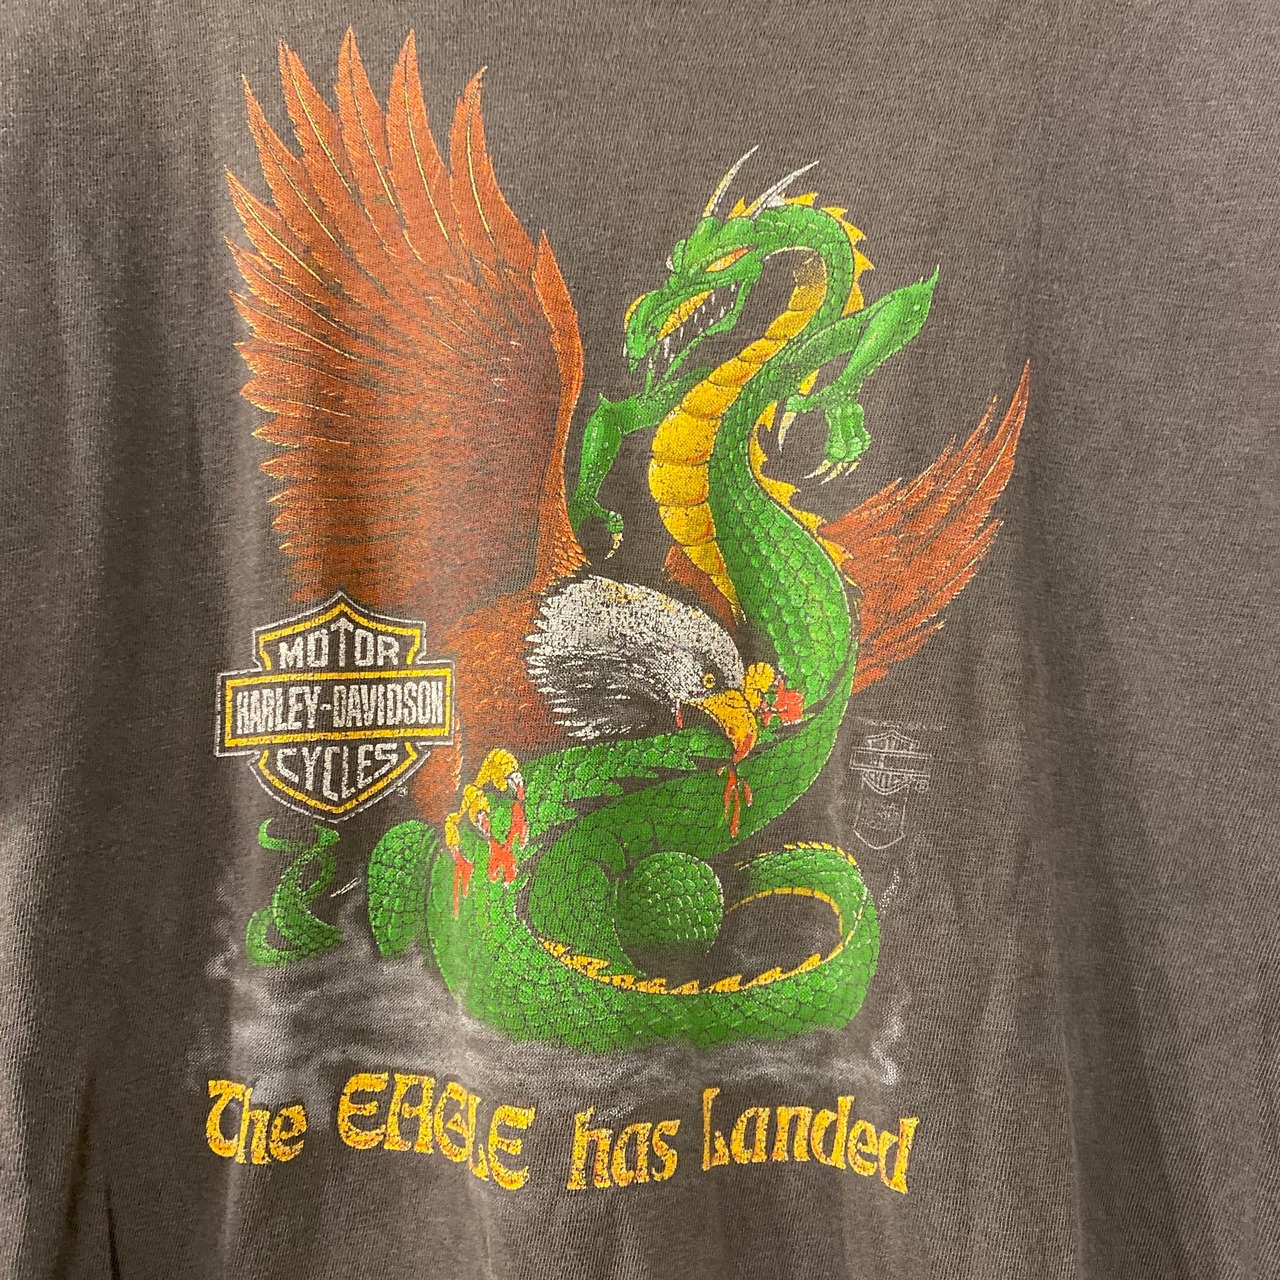 MOTOR
HARLEY-DAVIDSON
CYCLES
The EAGLE has Landed